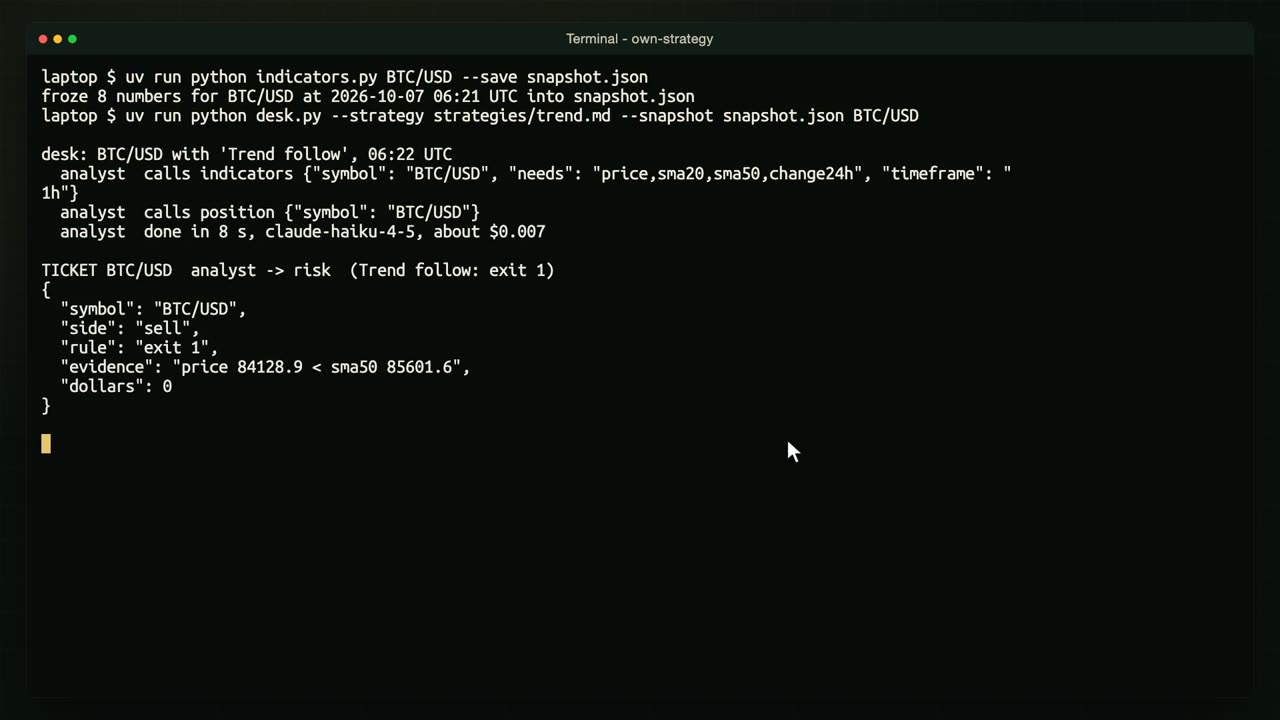 Terminal - own-strategy
laptop $ uv run python indicators.py BTC/USD --save snapshot.json
froze 8 numbers for BTC/USD at 2026-10-07 06:21 UTC into snapshot.json
laptop $ uv run python desk.py --strategy strategies/trend.md --snapshot snapshot.json BTC/USD
desk: BTC/USD with 'Trend follow', 06:22 UTC
analyst  calls indicators {"symbol": "BTC/USD", "needs": "price,sma20,sma50,change24h", "timeframe": "
1h"}
analyst  calls position {"symbol": "BTC/USD"}
analyst  done in 8 s, claude-haiku-4-5, about $0.007
TICKET BTC/USD  analyst -> risk  (Trend follow: exit 1)
{
"symbol": "BTC/USD",
"side": "sell",
"rule": "exit 1",
"evidence": "price 84128.9 < sma50 85601.6",
"dollars": 0
}